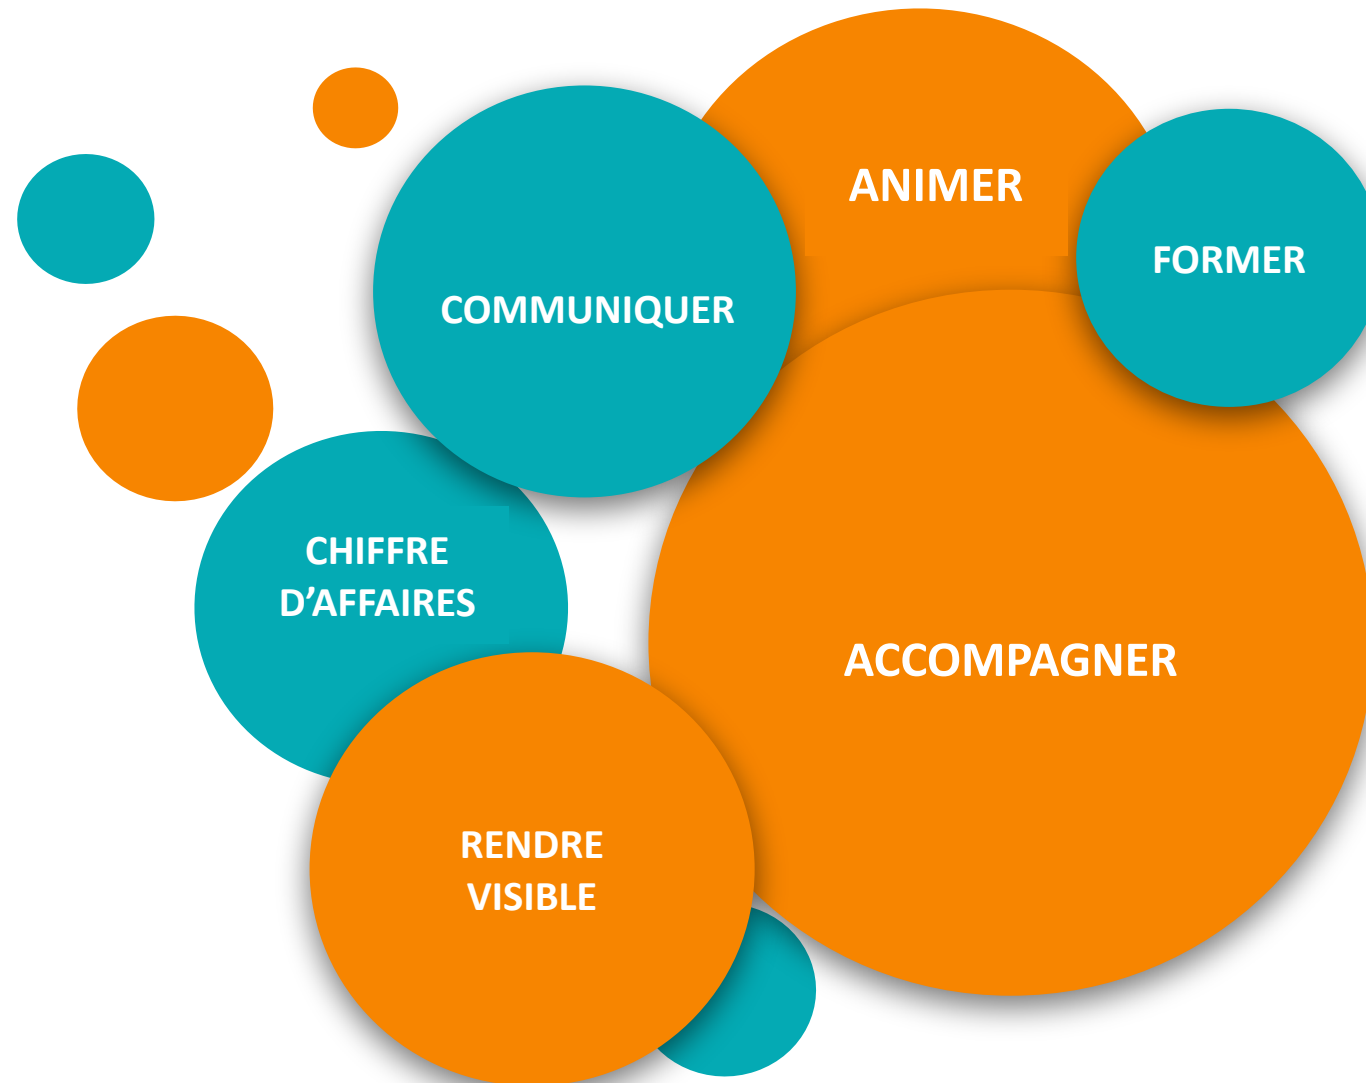 ANIMER
FORMER
COMMUNIQUER
CHIFFRE
D’AFFAIRES
ACCOMPAGNER
RENDRE
VISIBLE